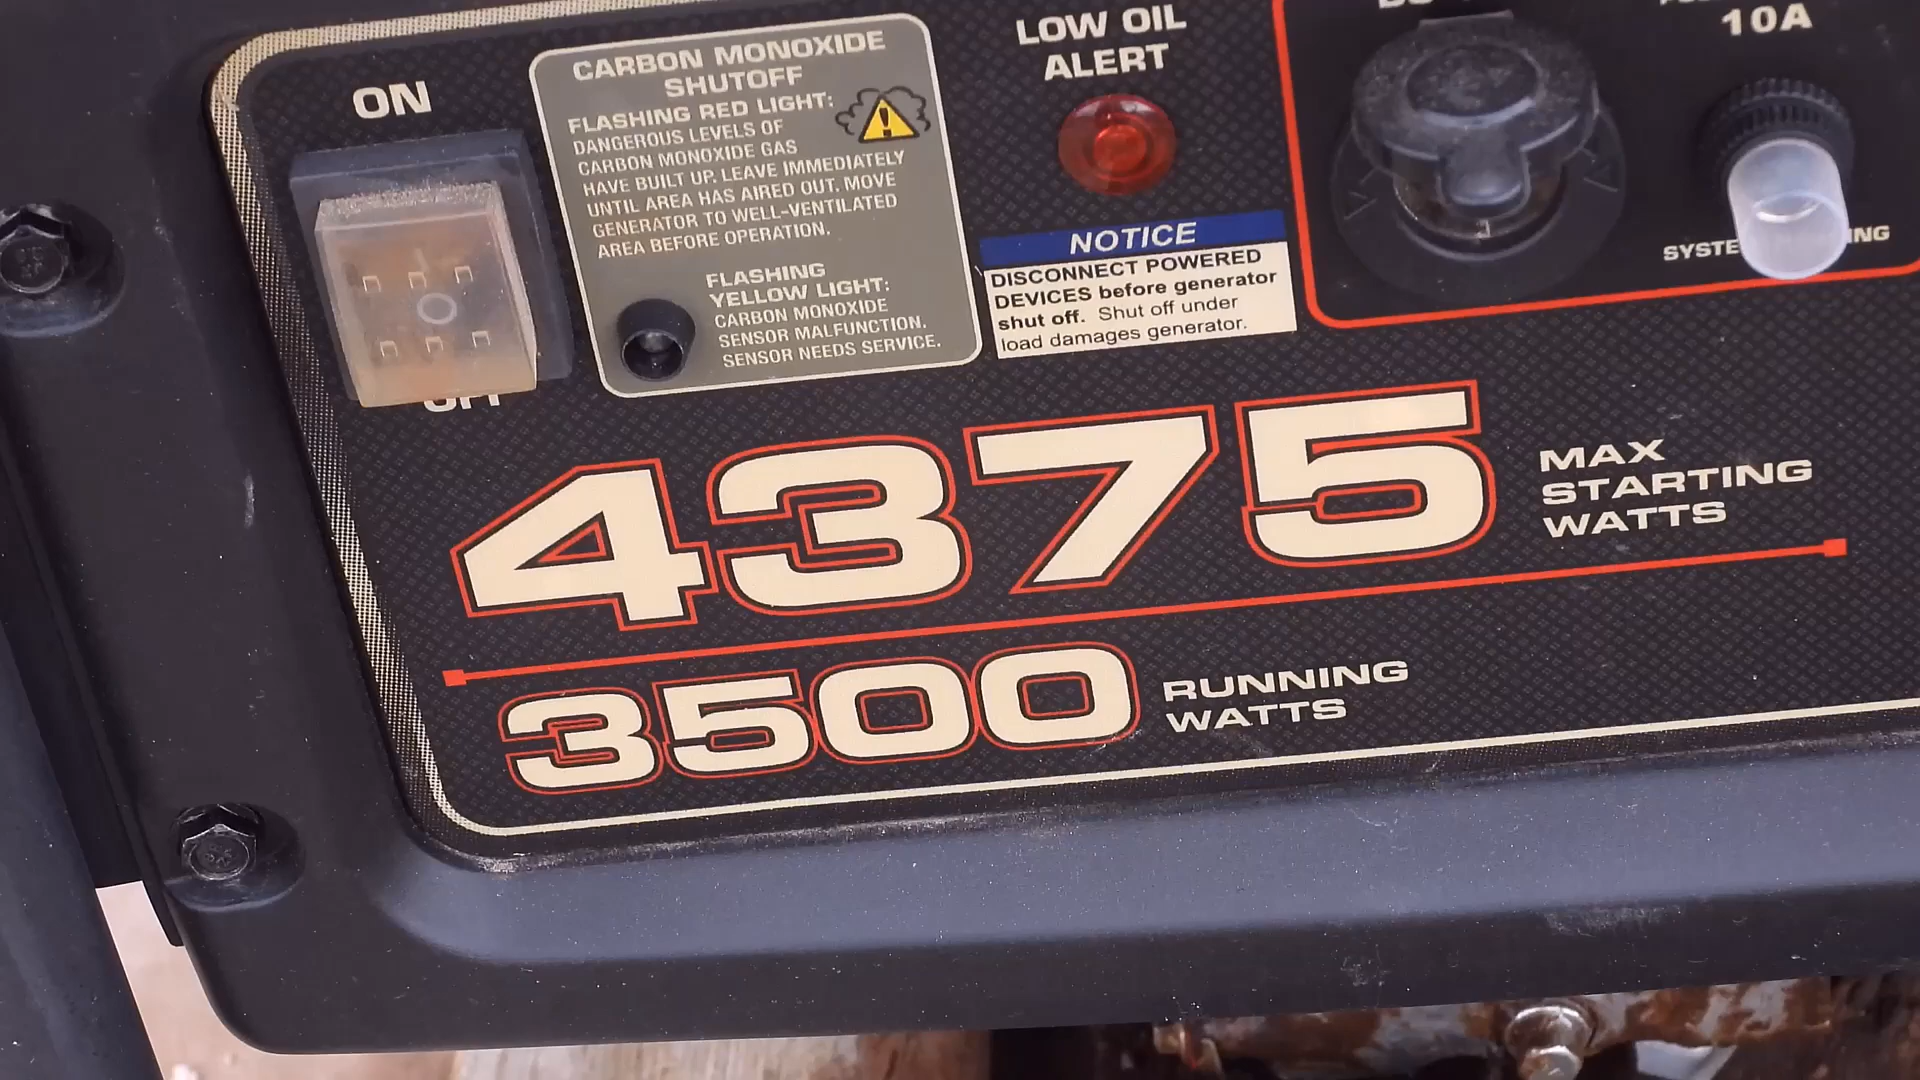 ON
CARBON MONOXIDE
SHUTOFF
FLASHING RED LIGHT:
DANGEROUS LEVELS OF
CARBON MONOXIDE GAS
HAVE BUILT UP. LEAVE IMMEDIATELY
UNTIL AREA HAS AIRED OUT. MOVE
GENERATOR TO WELL-VENTILATED
AREA BEFORE OPERATION.
FLASHING
YELLOW LIGHT:
CARBON MONOXIDE
SENSOR MALFUNCTION.
SENSOR NEEDS SERVICE.
LOW OIL
ALERT
NOTICE
DISCONNECT POWERED
DEVICES before generator
shut off. Shut off under
load damages generator.
10A
4375
MAX
STARTING
WATTS
3500
RUNNING
WATTS